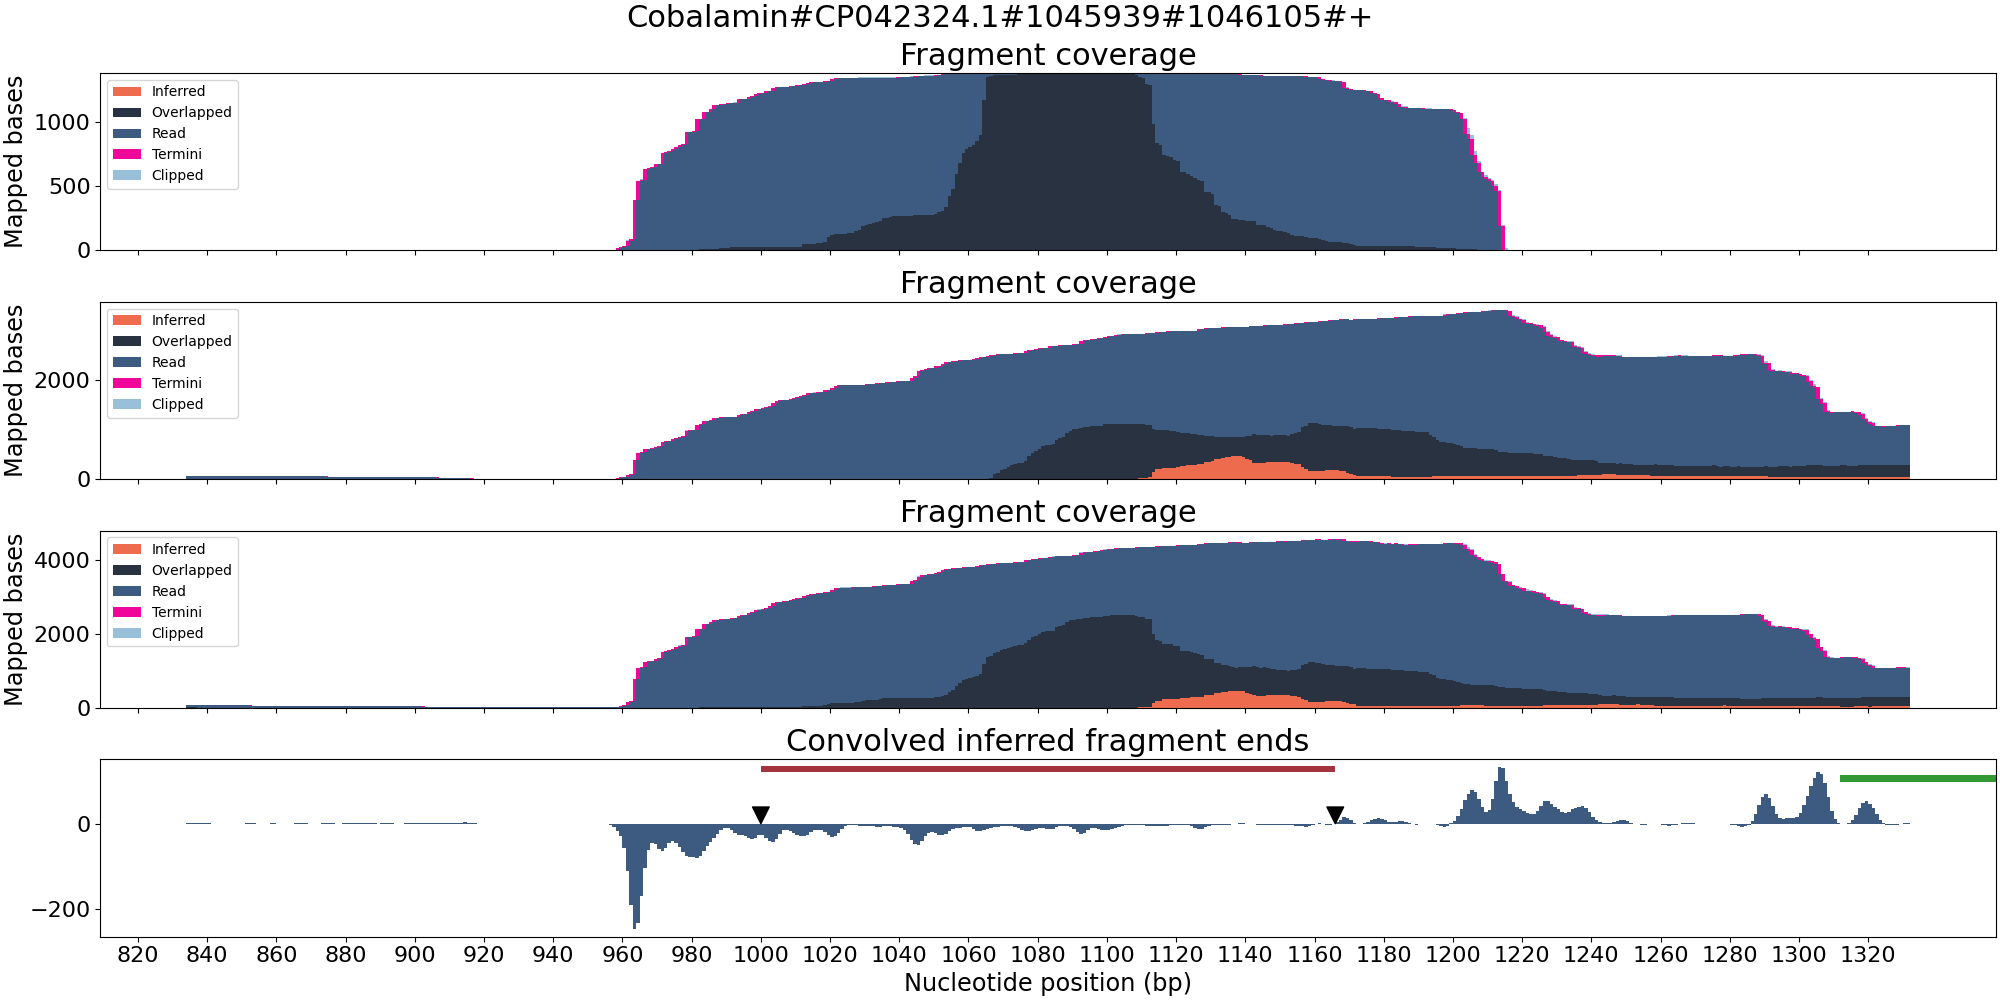 Cobalamin#CP042324.1#1045939#1046105#+
Fragment coverage
Mapped bases
1000
500
0
Inferred
Overlapped
Read
Termini
Clipped
Fragment coverage
Mapped bases
2000
0
Inferred
Overlapped
Read
Termini
Clipped
Fragment coverage
Mapped bases
4000
2000
0
Inferred
Overlapped
Read
Termini
Clipped
Convolved inferred fragment ends
0
−200
820 840 860 880 900 920 940 960 980 1000 1020 1040 1060 1080 1100 1120 1140 1160 1180 1200 1220 1240 1260 1280 1300 1320
Nucleotide position (bp)